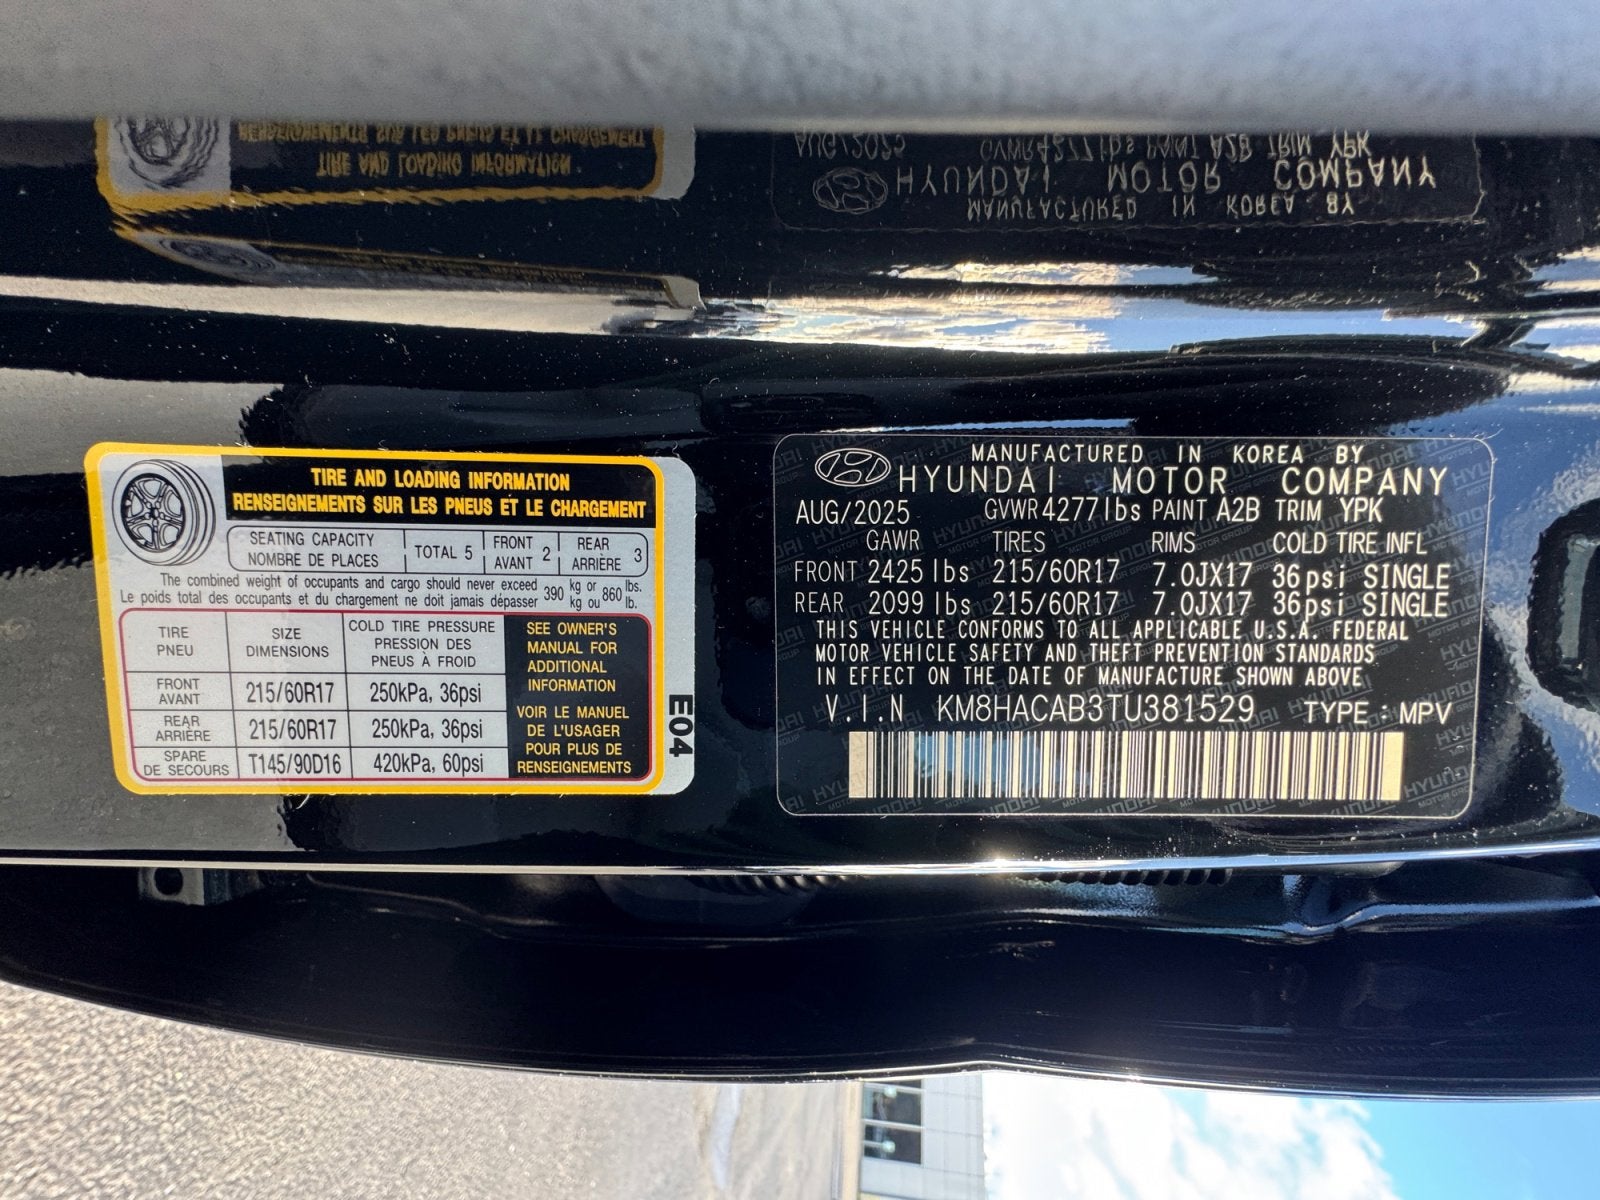 TIRE AND LOADING INFORMATION
RENSEIGNEMENTS SUR LES PNEUS ET LE CHARGEMENT
SEATING CAPACITY
NOMBRE DE PLACES
TOTAL 5
FRONT
AVANT 2
REAR
ARRIÈRE 3
The combined weight of occupants and cargo should never exceed 390 kg or 860 lbs.
Le poids total des occupants et du chargement ne doit jamais dépasser kg ou lb.
TIRE
PNEU
SIZE
DIMENSIONS
COLD TIRE PRESSURE
PRESSION DES
PNEUS À FROID
FRONT
AVANT
215/60R17
250kPa, 36psi
REAR
ARRIÈRE
215/60R17
250kPa, 36psi
SPARE
DE SECOURS
T145/90D16
420kPa, 60psi
SEE OWNER'S
MANUAL FOR
ADDITIONAL
INFORMATION
VOIR LE MANUEL
DE L'USAGER
POUR PLUS DE
RENSEIGNEMENTS
E04
MANUFACTURED IN KOREA BY
HYUNDAI MOTOR COMPANY
AUG/2025 GVWR 4277 lbs PAINT A2B TRIM YPK
GAWR TIRES RIMS COLD TIRE INFL
FRONT 2425 lbs 215/60R17 7.0JX17 36psi SINGLE
REAR 2099 lbs 215/60R17 7.0JX17 36psi SINGLE
THIS VEHICLE CONFORMS TO ALL APPLICABLE U.S.A. FEDERAL
MOTOR VEHICLE SAFETY AND THEFT PREVENTION STANDARDS
IN EFFECT ON THE DATE OF MANUFACTURE SHOWN ABOVE
V.I.N KM8HACAB3TU381529 TYPE : MPV